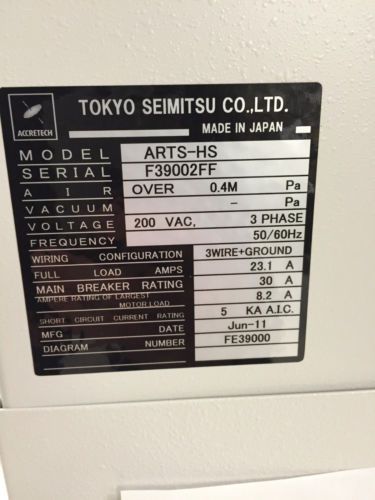 ACCRETECH
TOKYO SEIMITSU CO.,LTD.
MADE IN JAPAN
MODEL ARTS-HS
SERIAL F39002FF
AIR OVER 0.4M Pa
VACUUM - Pa
VOLTAGE 200 VAC, 3 PHASE
FREQUENCY 50/60Hz
WIRING CONFIGURATION 3WIRE+GROUND
FULL LOAD AMPS 23.1 A
MAIN BREAKER RATING 30 A
AMPERE RATING OF LARGEST
MOTOR LOAD 8.2 A
SHORT CIRCUIT CURRENT RATING 5 KA A.I.C.
MFG DATE Jun-11
DIAGRAM NUMBER FE39000